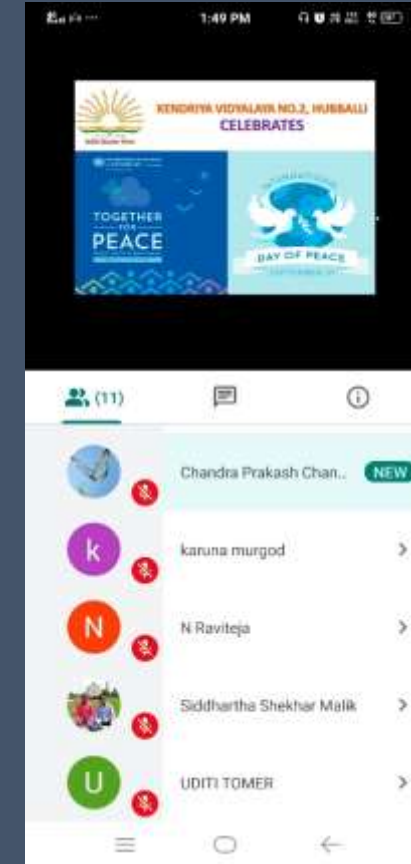 1:49 PM
KENDRIYA VIDYALAYA NO.2, HUBBALLI
CELEBRATES
TOGETHER
FOR
PEACE
INTERNATIONAL
DAY OF PEACE
(11)
Chandra Prakash Chan..
NEW
k
karuna murgod
N
N Raviteja
Siddhartha Shekhar Malik
U
UDITI TOMER